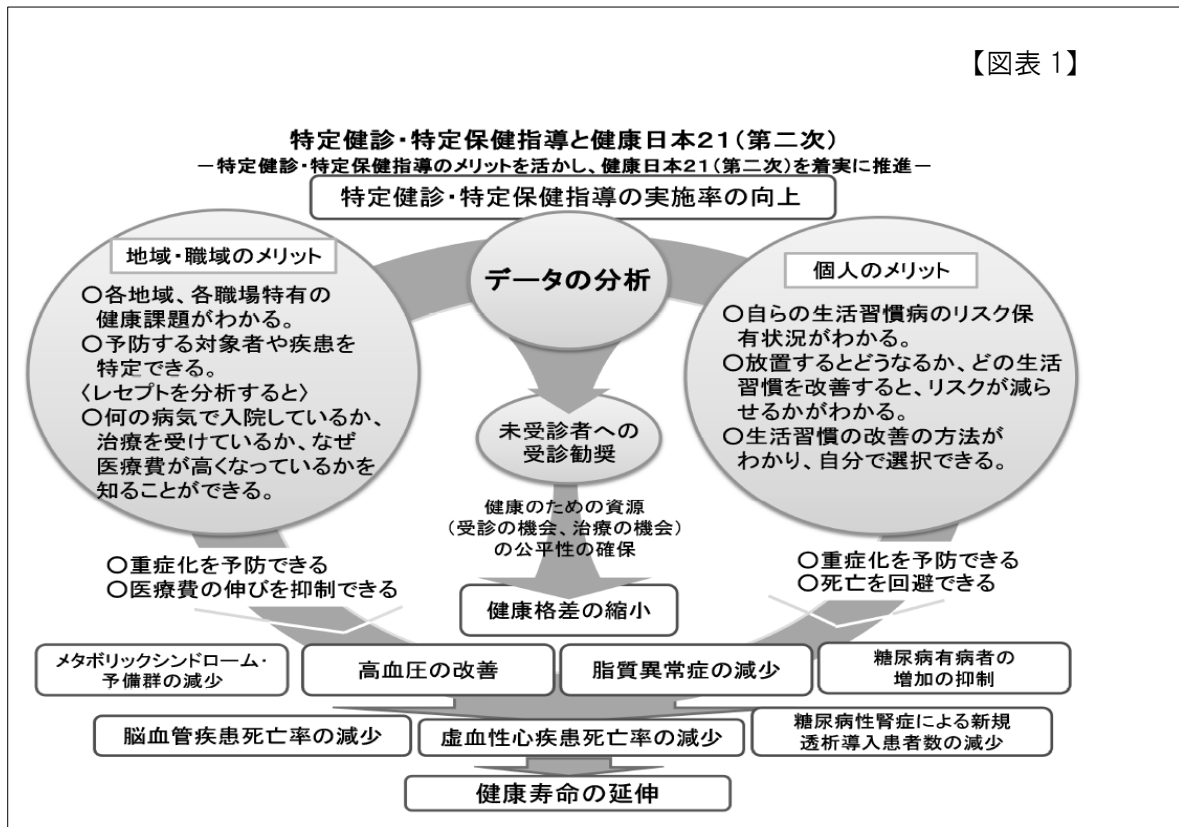 【図表 1】
特定健診・特定保健指導と健康日本21(第二次)
－特定健診・特定保健指導のメリットを活かし、健康日本21(第二次)を着実に推進－
特定健診・特定保健指導の実施率の向上
地域・職域のメリット
○各地域、各職場特有の
健康課題がわかる。
○予防する対象者や疾患を
特定できる。
〈レセプトを分析すると〉
○何の病気で入院しているか、
治療を受けているか、なぜ
医療費が高くなっているかを
知ることができる。
○重症化を予防できる
○医療費の伸びを抑制できる
データの分析
未受診者への
受診勧奨
健康のための資源
(受診の機会、治療の機会)
の公平性の確保
健康格差の縮小
個人のメリット
○自らの生活習慣病のリスク保
有状況がわかる。
○放置するとどうなるか、どの生活
習慣を改善すると、リスクが減ら
せるかがわかる。
○生活習慣の改善の方法が
わかり、自分で選択できる。
○重症化を予防できる
○死亡を回避できる
メタボリックシンドローム・
予備群の減少
高血圧の改善
脂質異常症の減少
糖尿病有病者の
増加の抑制
脳血管疾患死亡率の減少
虚血性心疾患死亡率の減少
糖尿病性腎症による新規
透析導入患者数の減少
健康寿命の延伸